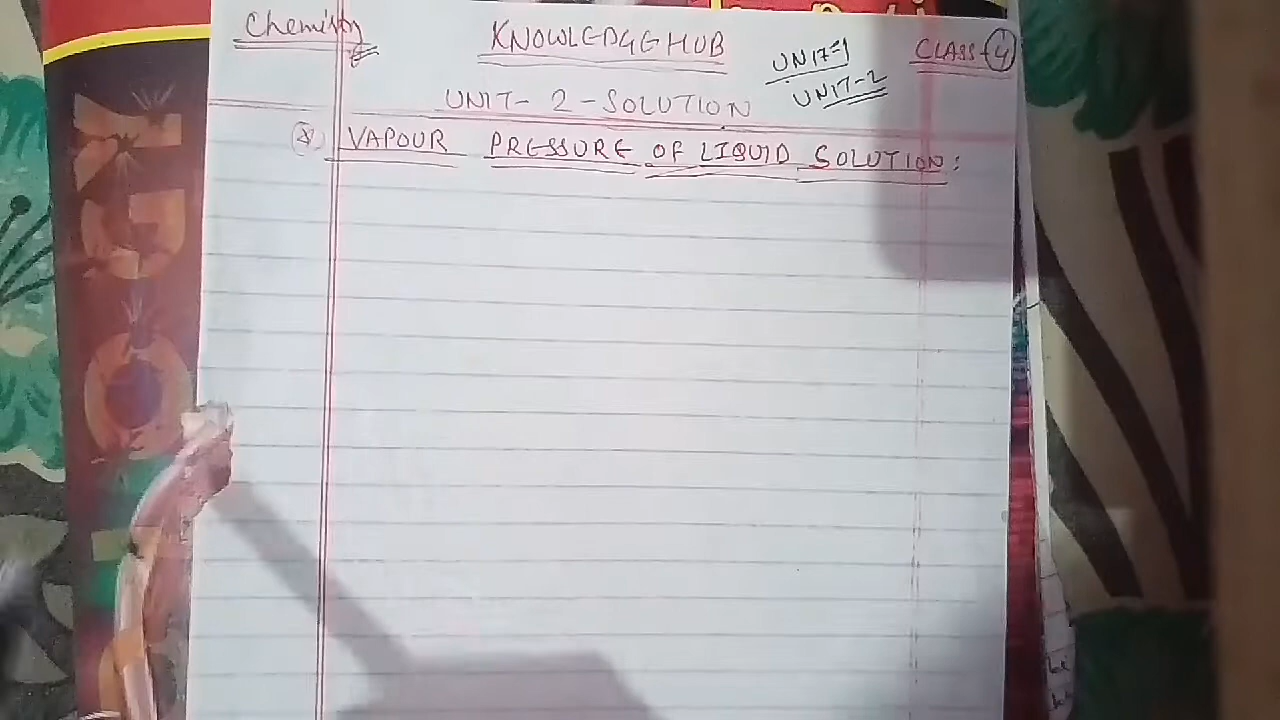 Chemistry
KNOWLEDGE HUB
UNIT-1
CLASS-4
UNIT-2
UNIT- 2 -SOLUTION
VAPOUR PRESSURE OF LIQUID SOLUTION: